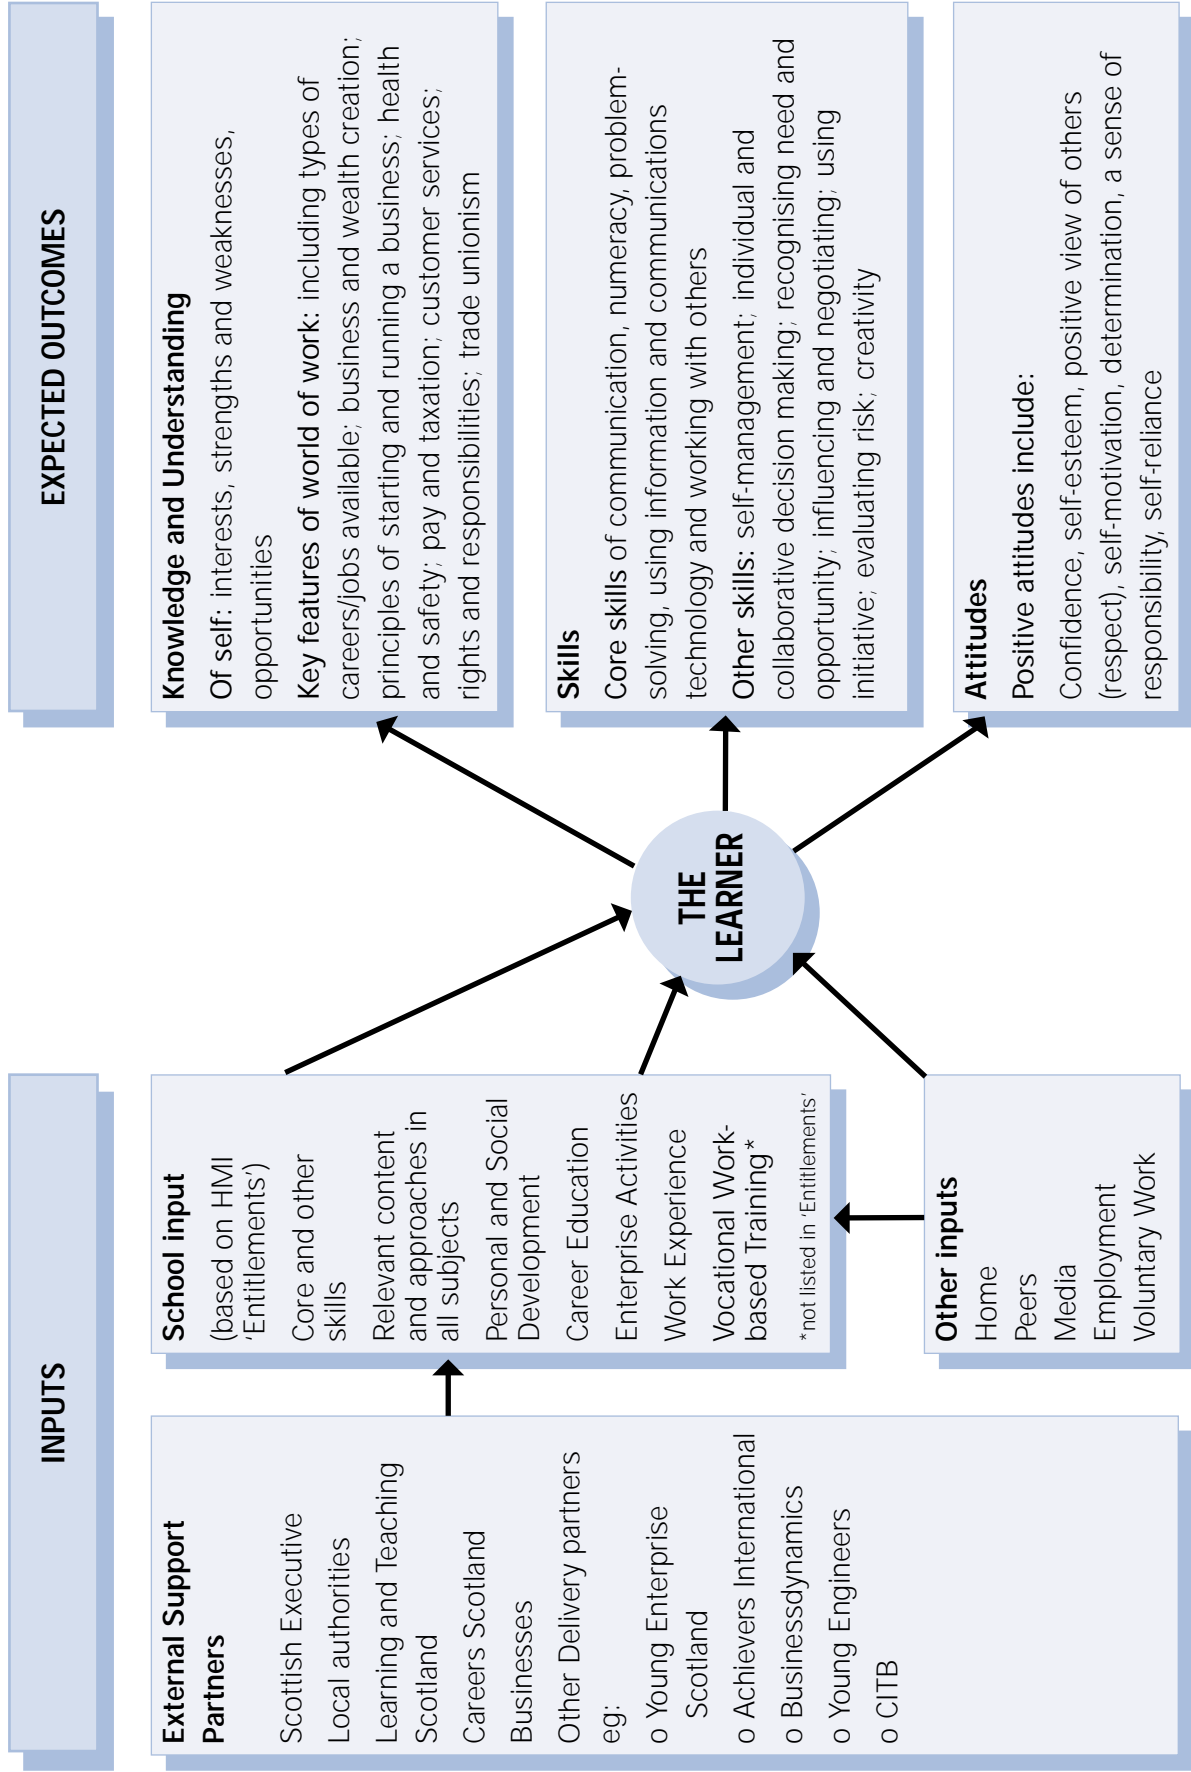 INPUTS
EXPECTED OUTCOMES
External Support
Partners
Scottish Executive
Local authorities
Learning and Teaching
Scotland
Careers Scotland
Businesses
Other Delivery partners
eg:
o Young Enterprise
Scotland
o Achievers International
o Businessdynamics
o Young Engineers
o CITB
School input
(based on HMI
‘Entitlements’)
Core and other
skills
Relevant content
and approaches in
all subjects
Personal and Social
Development
Career Education
Enterprise Activities
Work Experience
Vocational Work-
based Training*
*not listed in ‘Entitlements’
Other inputs
Home
Peers
Media
Employment
Voluntary Work
THE
LEARNER
Knowledge and Understanding
Of self: interests, strengths and weaknesses,
opportunities
Key features of world of work: including types of
careers/jobs available; business and wealth creation;
principles of starting and running a business; health
and safety; pay and taxation; customer services;
rights and responsibilities; trade unionism
Skills
Core skills of communication, numeracy, problem-
solving, using information and communications
technology and working with others
Other skills: self-management; individual and
collaborative decision making; recognising need and
opportunity; influencing and negotiating; using
initiative; evaluating risk; creativity
Attitudes
Positive attitudes include:
Confidence, self-esteem, positive view of others
(respect), self-motivation, determination, a sense of
responsibility, self-reliance